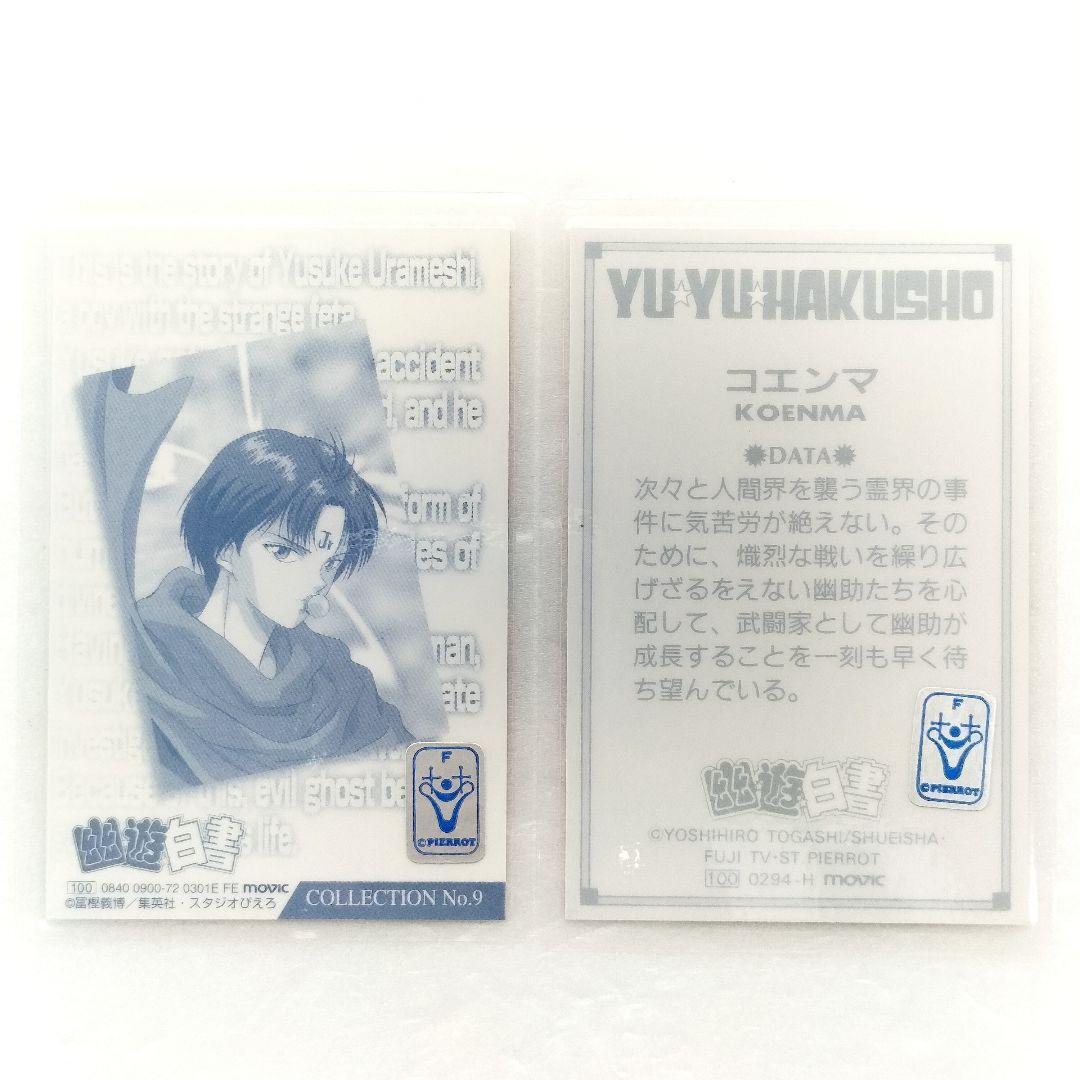 This is the story of Yusuke Urameshi,
a boy with the strange fete
accident
d, and he
form of
es of
man,
ate
evil ghost be
life.
Jr
幽遊白書
F
©PIERROT
100 0840 0900-72 0301E FE movic
©冨樫義博／集英社・スタジオぴえろ
COLLECTION No.9
YU☆YU☆HAKUSHO
コエンマ
KOENMA
✹DATA✹
次々と人間界を襲う霊界の事
件に気苦労が絶えない。その
ために、熾烈な戦いを繰り広
げざるをえない幽助たちを心
配して、武闘家として幽助が
成長することを一刻も早く待
ち望んでいる。
F
©PIERROT
幽遊白書
©YOSHIHIRO TOGASHI/SHUEISHA・
FUJI TV・ST PIERROT
100 0294-H movic